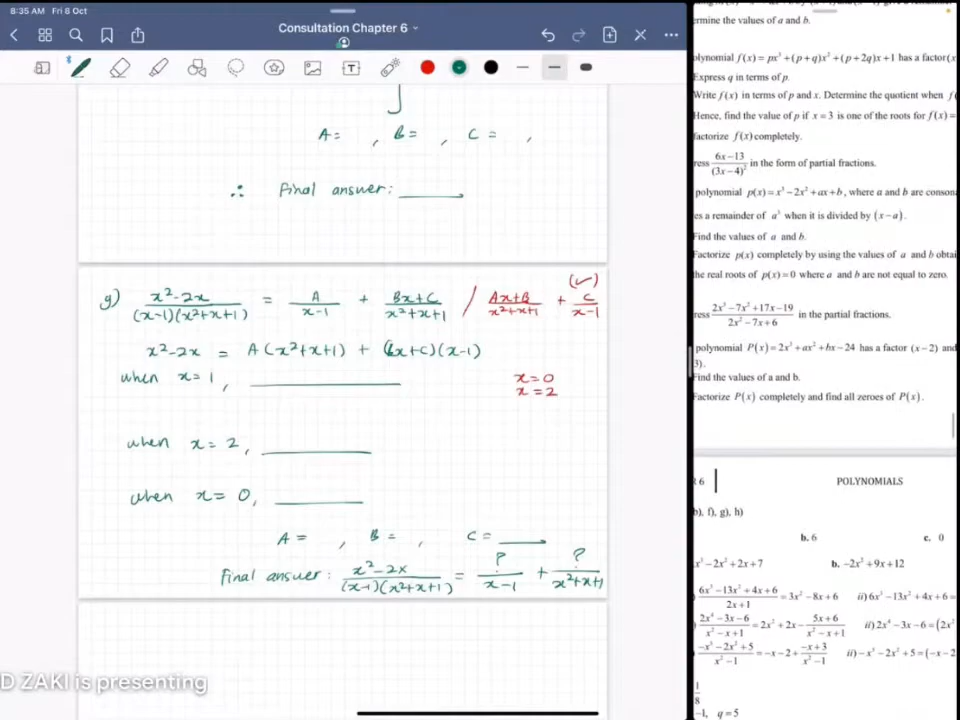 8:35 AM Fri 8 Oct
Consultation Chapter 6
A = , B = , C = ,
∴ Final answer: ______
g) (x²-2x)/((x-1)(x²+x+1)) = A/(x-1) + (Bx+C)/(x²+x+1) / (Ax+B)/(x²+x+1) + C/(x-1) (✓)
x²-2x = A(x²+x+1) + (Bx+C)(x-1)
when x=1, ______
x=0
x=2
when x=2, ______
when x=0, ______
A = , B = , C = ______
Final answer: (x²-2x)/((x-1)(x²+x+1)) = ?/(x-1) + ?/(x²+x+1)
D ZAKI is presenting
ermine the values of a and b.
olynomial f(x) = px³ +(p+q)x² +(p+2q)x+1 has a factor (x
Express q in terms of p.
Write f(x) in terms of p and x. Determine the quotient when f(
Hence, find the value of p if x = 3 is one of the roots for f(x) =
factorize f(x) completely.
ress (6x-13)/(3x-4)² in the form of partial fractions.
polynomial p(x) = x³ -2x² +ax+b, where a and b are conson
es a remainder of a³ when it is divided by (x-a).
Find the values of a and b.
Factorize p(x) completely by using the values of a and b obtai
the real roots of p(x) = 0 where a and b are not equal to zero.
ress (2x³-7x²+17x-19)/(2x²-7x+6) in the partial fractions.
polynomial P(x) = 2x³ +ax² +bx-24 has a factor (x-2) and
3).
Find the values of a and b.
Factorize P(x) completely and find all zeroes of P(x).
R 6 | POLYNOMIALS
b), f), g), h)
b. 6 c. 0
x³ -2x² +2x+7 b. -2x² +9x+12
(6x³-13x²+4x+6)/(2x+1) = 3x²-8x+6 ii) 6x³-13x²+4x+6 =
(2x⁴-3x-6)/(x²-x+1) = 2x²+2x- (5x+6)/(x²-x+1) ii) 2x⁴-3x-6=(2x²
(-x³-2x²+5)/(x²-1) = -x-2+ (-x+3)/(x²-1) ii) -x³-2x²+5=(-x-2
1/8
-1, q = 5